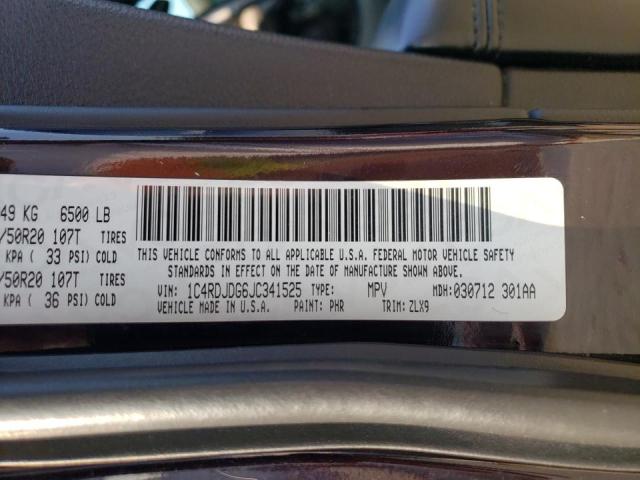 49 KG 6500 LB
/50R20 107T TIRES
KPA ( 33 PSI) COLD
/50R20 107T TIRES
KPA ( 36 PSI) COLD
THIS VEHICLE CONFORMS TO ALL APPLICABLE U.S.A. FEDERAL MOTOR VEHICLE SAFETY
STANDARDS IN EFFECT ON THE DATE OF MANUFACTURE SHOWN ABOVE.
VIN: 1C4RDJDG6JC341525 TYPE: MPV MDH:030712 301AA
VEHICLE MADE IN U.S.A. PAINT: PHR TRIM: ZLX9